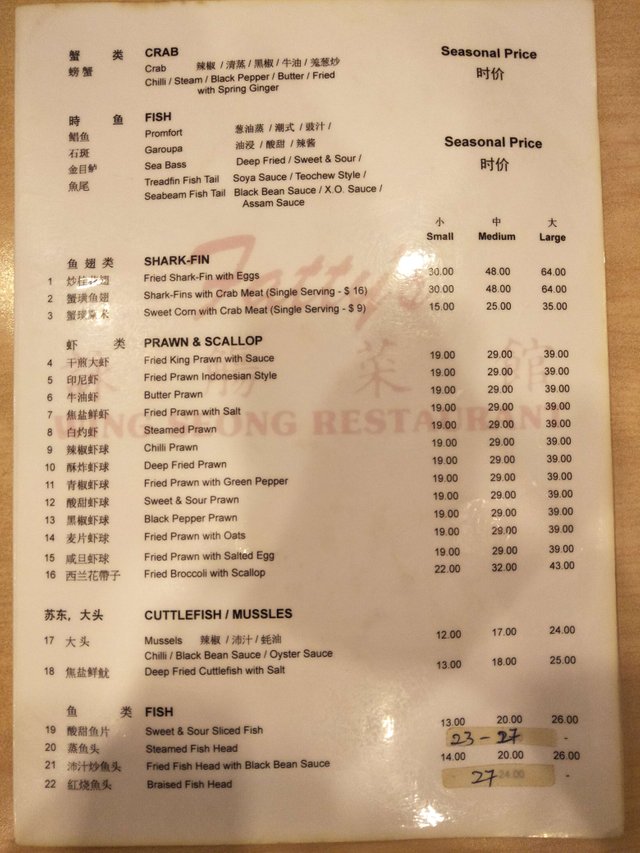 蟹 类 CRAB Seasonal Price
螃蟹 Crab 辣椒 / 清蒸 / 黑椒 / 牛油 / 羗葱炒 时价
Chilli / Steam / Black Pepper / Butter / Fried
with Spring Ginger
時 鱼 FISH
鲳鱼 Promfort 葱油蒸 / 潮式 / 豉汁 / Seasonal Price
石斑 Garoupa 油浸 / 酸甜 / 辣酱
金目鲈 Sea Bass Deep Fried / Sweet & Sour / 时价
魚尾 Treadfin Fish Tail Soya Sauce / Teochew Style /
Seabeam Fish Tail Black Bean Sauce / X.O. Sauce /
Assam Sauce
小 中 大
Small Medium Large
鱼翅类 SHARK-FIN
1 Fried Shark-Fin with Eggs 30.00 48.00 64.00
2 蟹璜鱼翅 Shark-Fins with Crab Meat (Single Serving - $ 16) 30.00 48.00 64.00
3 Sweet Corn with Crab Meat (Single Serving - $ 9) 15.00 25.00 35.00
虾 类 PRAWN & SCALLOP
4 干煎大虾 Fried King Prawn with Sauce 19.00 29.00 39.00
5 印尼虾 Fried Prawn Indonesian Style 19.00 29.00 39.00
6 牛油虾 Butter Prawn 19.00 29.00 39.00
7 焦盐鲜虾 Fried Prawn with Salt 19.00 29.00 39.00
8 白灼虾 Steamed Prawn 19.00 29.00 39.00
9 辣椒虾球 Chilli Prawn 19.00 29.00 39.00
10 酥炸虾球 Deep Fried Prawn 19.00 29.00 39.00
11 青椒虾球 Fried Prawn with Green Pepper 19.00 29.00 39.00
12 酸甜虾球 Sweet & Sour Prawn 19.00 29.00 39.00
13 黑椒虾球 Black Pepper Prawn 19.00 29.00 39.00
14 麦片虾球 Fried Prawn with Oats 19.00 29.00 39.00
15 咸旦虾球 Fried Prawn with Salted Egg 19.00 29.00 39.00
16 西兰花帶子 Fried Broccoli with Scallop 22.00 32.00 43.00
苏东，大头 CUTTLEFISH / MUSSLES
17 大头 Mussels 辣椒 / 沛汁 / 蚝油 12.00 17.00 24.00
Chilli / Black Bean Sauce / Oyster Sauce
18 焦盐鲜魷 Deep Fried Cuttlefish with Salt 13.00 18.00 25.00
鱼 类 FISH
19 酸甜鱼片 Sweet & Sour Sliced Fish 13.00 20.00 26.00
20 蒸鱼头 Steamed Fish Head 23 - 27 -
21 沛汁炒鱼头 Fried Fish Head with Black Bean Sauce 14.00 20.00 26.00
22 紅烧鱼头 Braised Fish Head - 27 24.00 -
Fatty's
菜 館
RESTAURANT